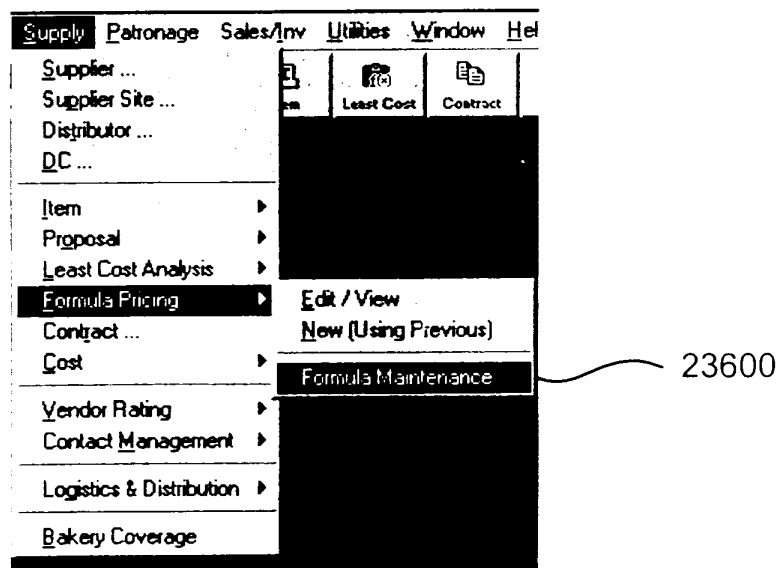 Supply Patronage Sales/Inv Utilities Window Hel
Supplier ...
Supplier Site ...
Distributor ...
DC ...
Least Cost
Contract
Item
Proposal
Least Cost Analysis
Formula Pricing
Contract ...
Cost
Vendor Rating
Contact Management
Logistics & Distribution
Bakery Coverage
Edit / View
New (Using Previous)
Formula Maintenance
23600